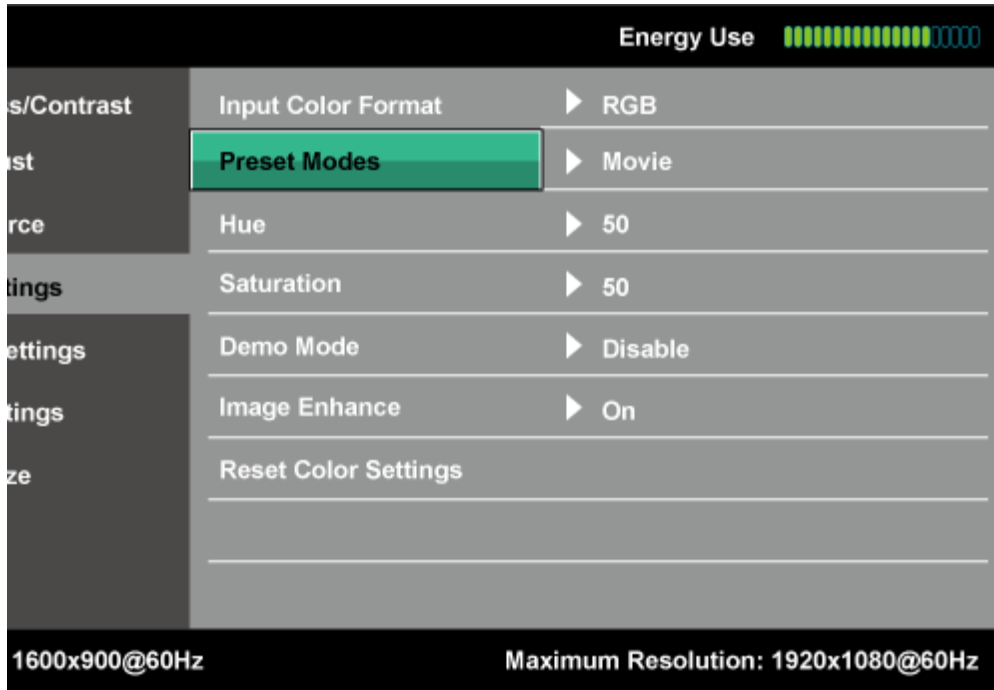 Energy Use
s/Contrast
Input Color Format RGB
ust
Preset Modes Movie
rce
Hue 50
tings
Saturation 50
ettings
Demo Mode Disable
tings
Image Enhance On
ze
Reset Color Settings
1600x900@60Hz Maximum Resolution: 1920x1080@60Hz